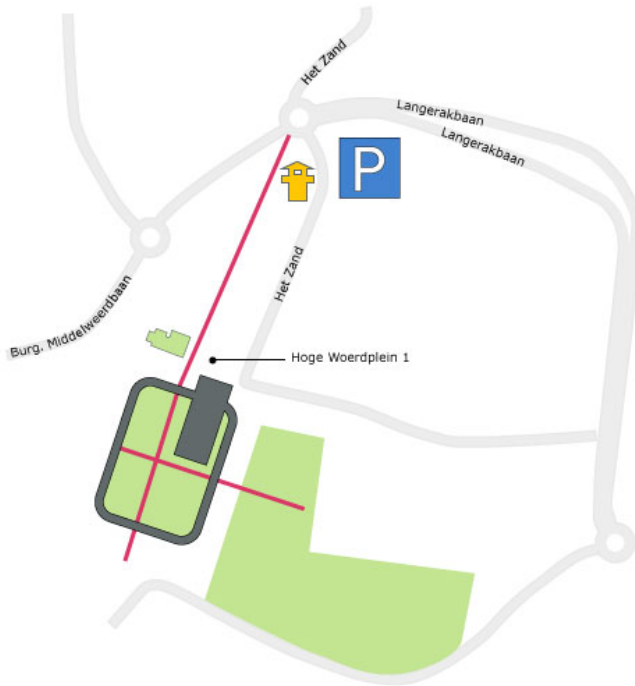 Het Zand
Langerakbaan
Langerakbaan
P
Het Zand
Burg. Middelweerdbaan
Hoge Woerdplein 1